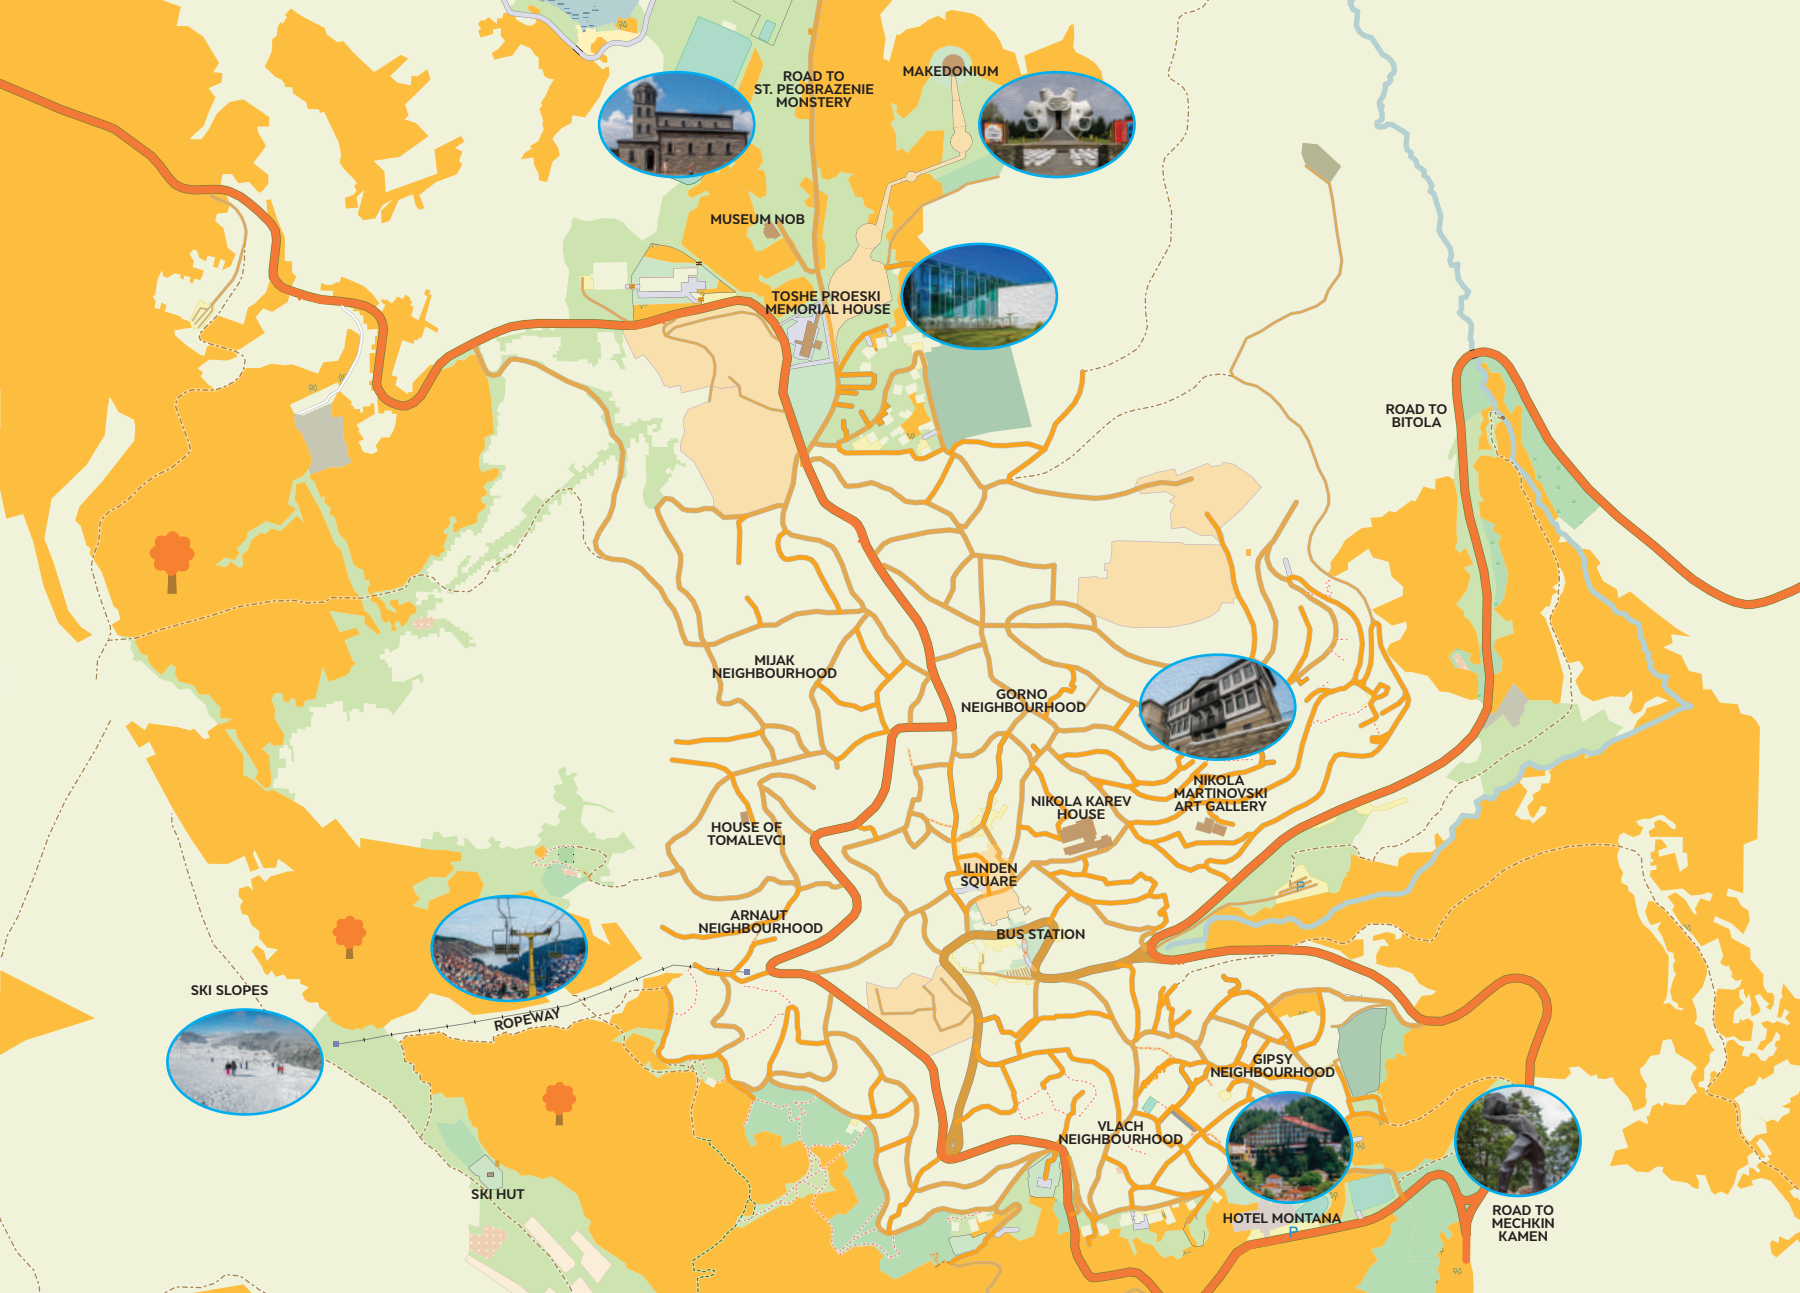 ROAD TO
ST. PEOBRAZENIE
MONSTERY
MAKEDONIUM
MUSEUM NOB
TOSHE PROESKI
MEMORIAL HOUSE
ROAD TO
BITOLA
MIJAK
NEIGHBOURHOOD
GORNO
NEIGHBOURHOOD
NIKOLA
MARTINOVSKI
ART GALLERY
NIKOLA KAREV
HOUSE
HOUSE OF
TOMALEVCI
ILINDEN
SQUARE
P
ARNAUT
NEIGHBOURHOOD
BUS STATION
SKI SLOPES
ROPEWAY
GIPSY
NEIGHBOURHOOD
VLACH
NEIGHBOURHOOD
SKI HUT
HOTEL MONTANA
P
ROAD TO
MECHKIN
KAMEN